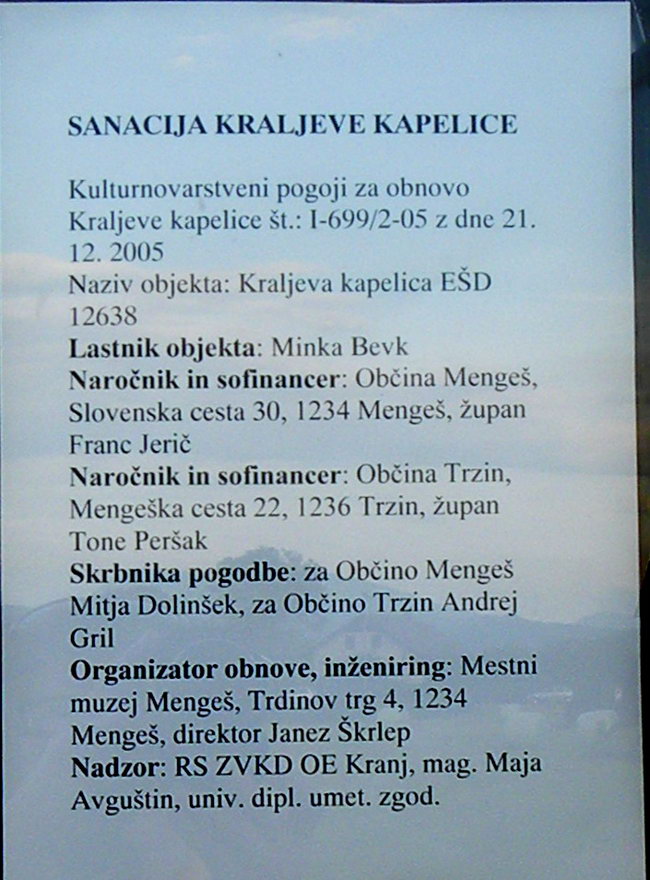 SANACIJA KRALJEVE KAPELICE
Kulturnovarstveni pogoji za obnovo
Kraljeve kapelice št.: I-699/2-05 z dne 21.
12. 2005
Naziv objekta: Kraljeva kapelica EŠD
12638
Lastnik objekta: Minka Bevk
Naročnik in sofinancer: Občina Mengeš,
Slovenska cesta 30, 1234 Mengeš, župan
Franc Jerič
Naročnik in sofinancer: Občina Trzin,
Mengeška cesta 22, 1236 Trzin, župan
Tone Peršak
Skrbnika pogodbe: za Občino Mengeš
Mitja Dolinšek, za Občino Trzin Andrej
Gril
Organizator obnove, inženiring: Mestni
muzej Mengeš, Trdinov trg 4, 1234
Mengeš, direktor Janez Škrlep
Nadzor: RS ZVKD OE Kranj, mag. Maja
Avguštin, univ. dipl. umet. zgod.